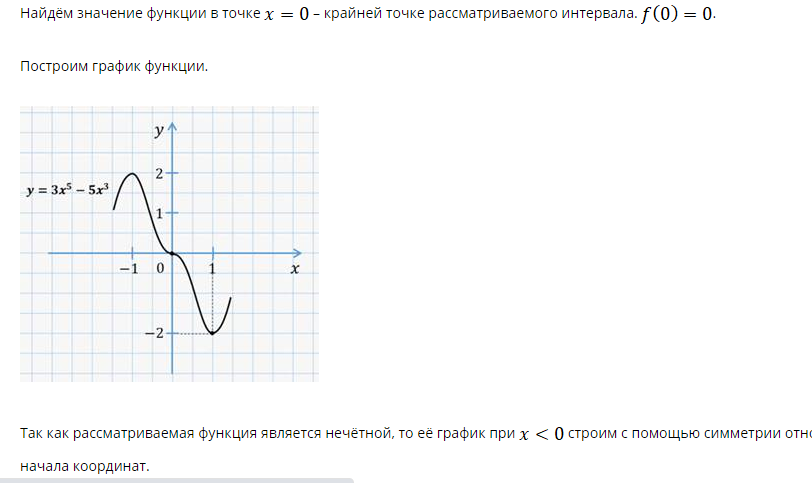 Найдём значение функции в точке x = 0 – крайней точке рассматриваемого интервала. f(0) = 0.
Построим график функции.
y
2
y = 3x⁵ – 5x³
1
–1 0 1 x
–2
Так как рассматриваемая функция является нечётной, то её график при x < 0 строим с помощью симметрии
начала координат.